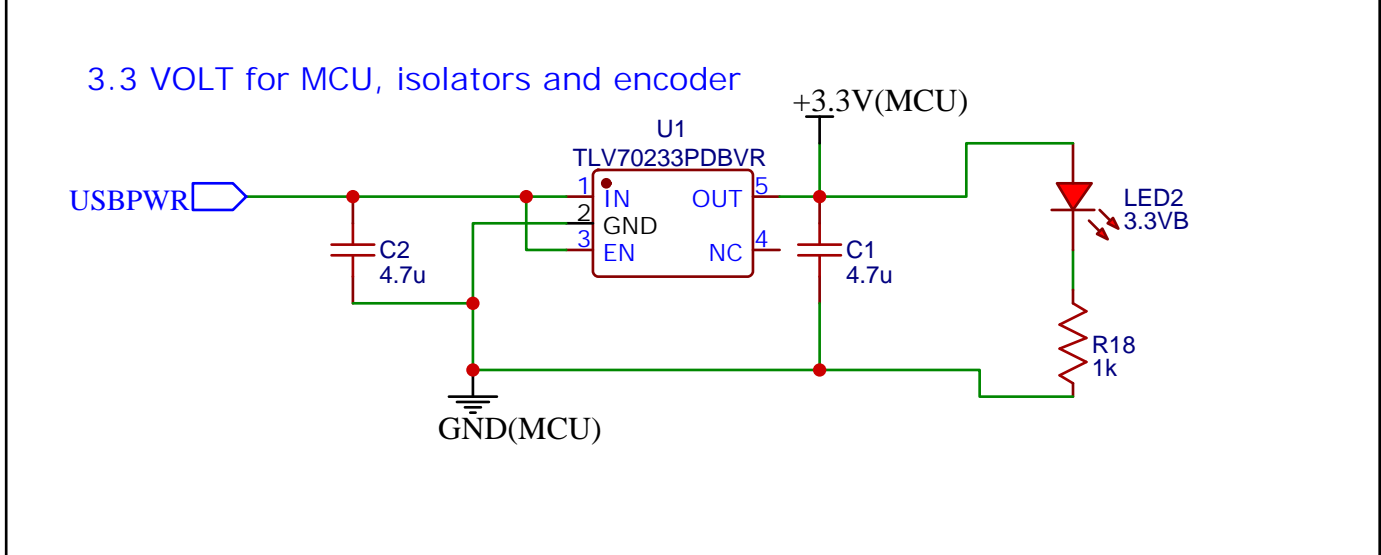 3.3 VOLT for MCU, isolators and encoder
+3.3V(MCU)
U1
TLV70233PDBVR
USBPWR
1
IN
OUT
5
2
GND
3
EN
NC
4
C2
4.7u
C1
4.7u
LED2
3.3VB
R18
1k
GND(MCU)